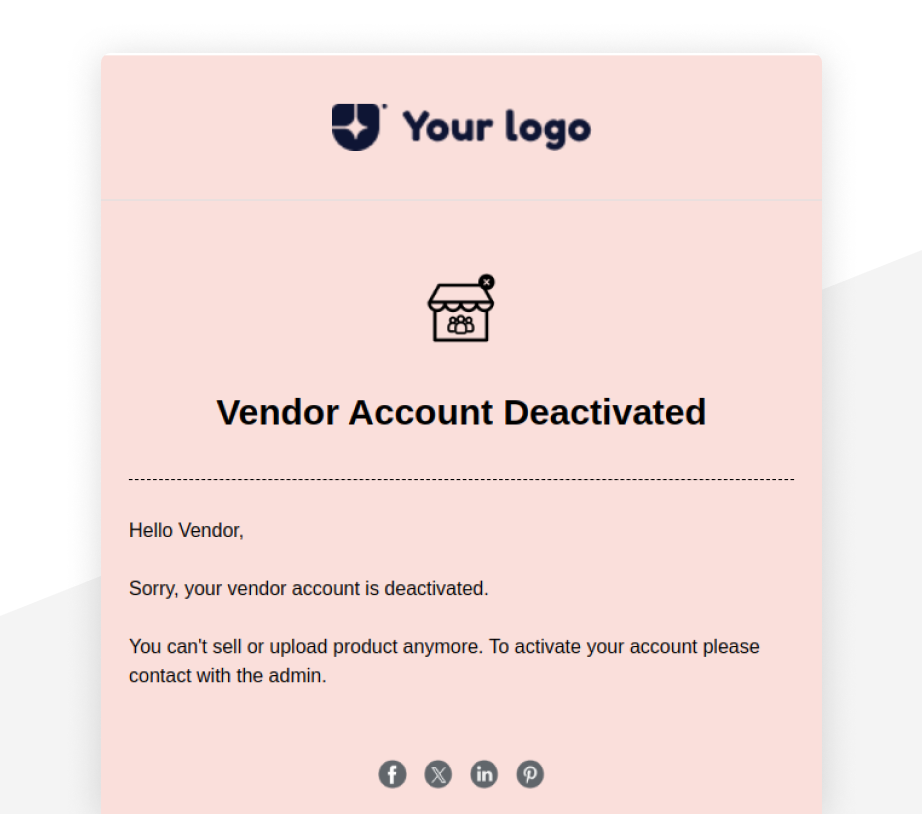 Your logo
Vendor Account Deactivated
Hello Vendor,
Sorry, your vendor account is deactivated.
You can't sell or upload product anymore. To activate your account please
contact with the admin.